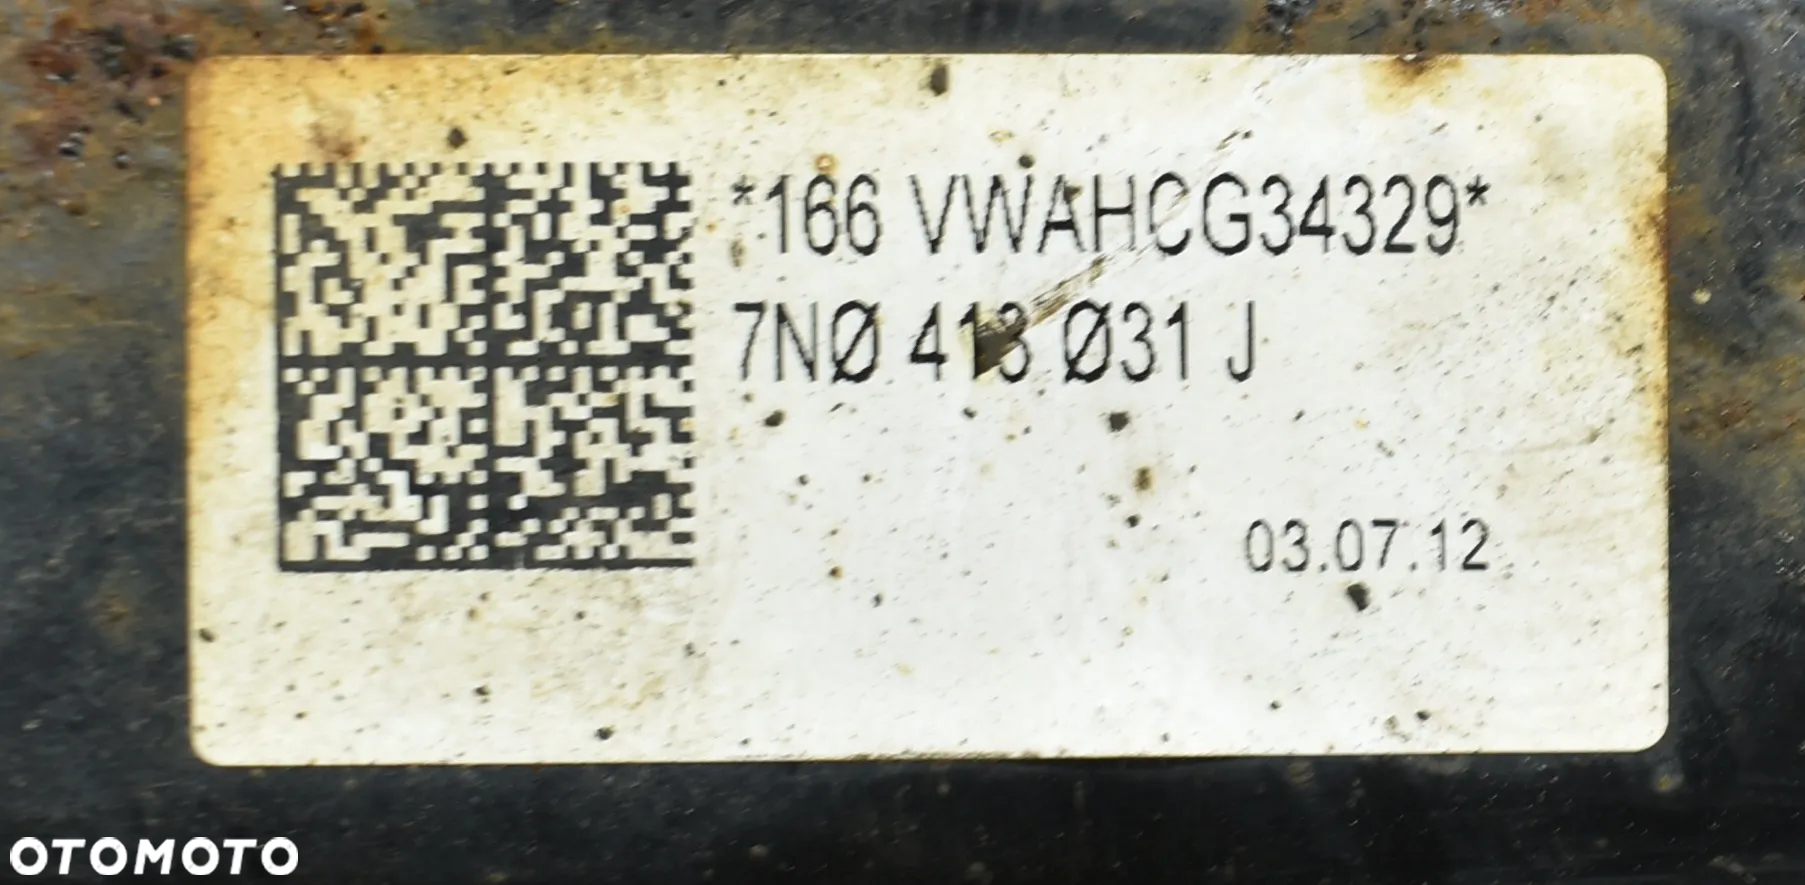 *166 VWAHCG34329*
7NØ 413 Ø31 J
03.07.12
OTOMOTO